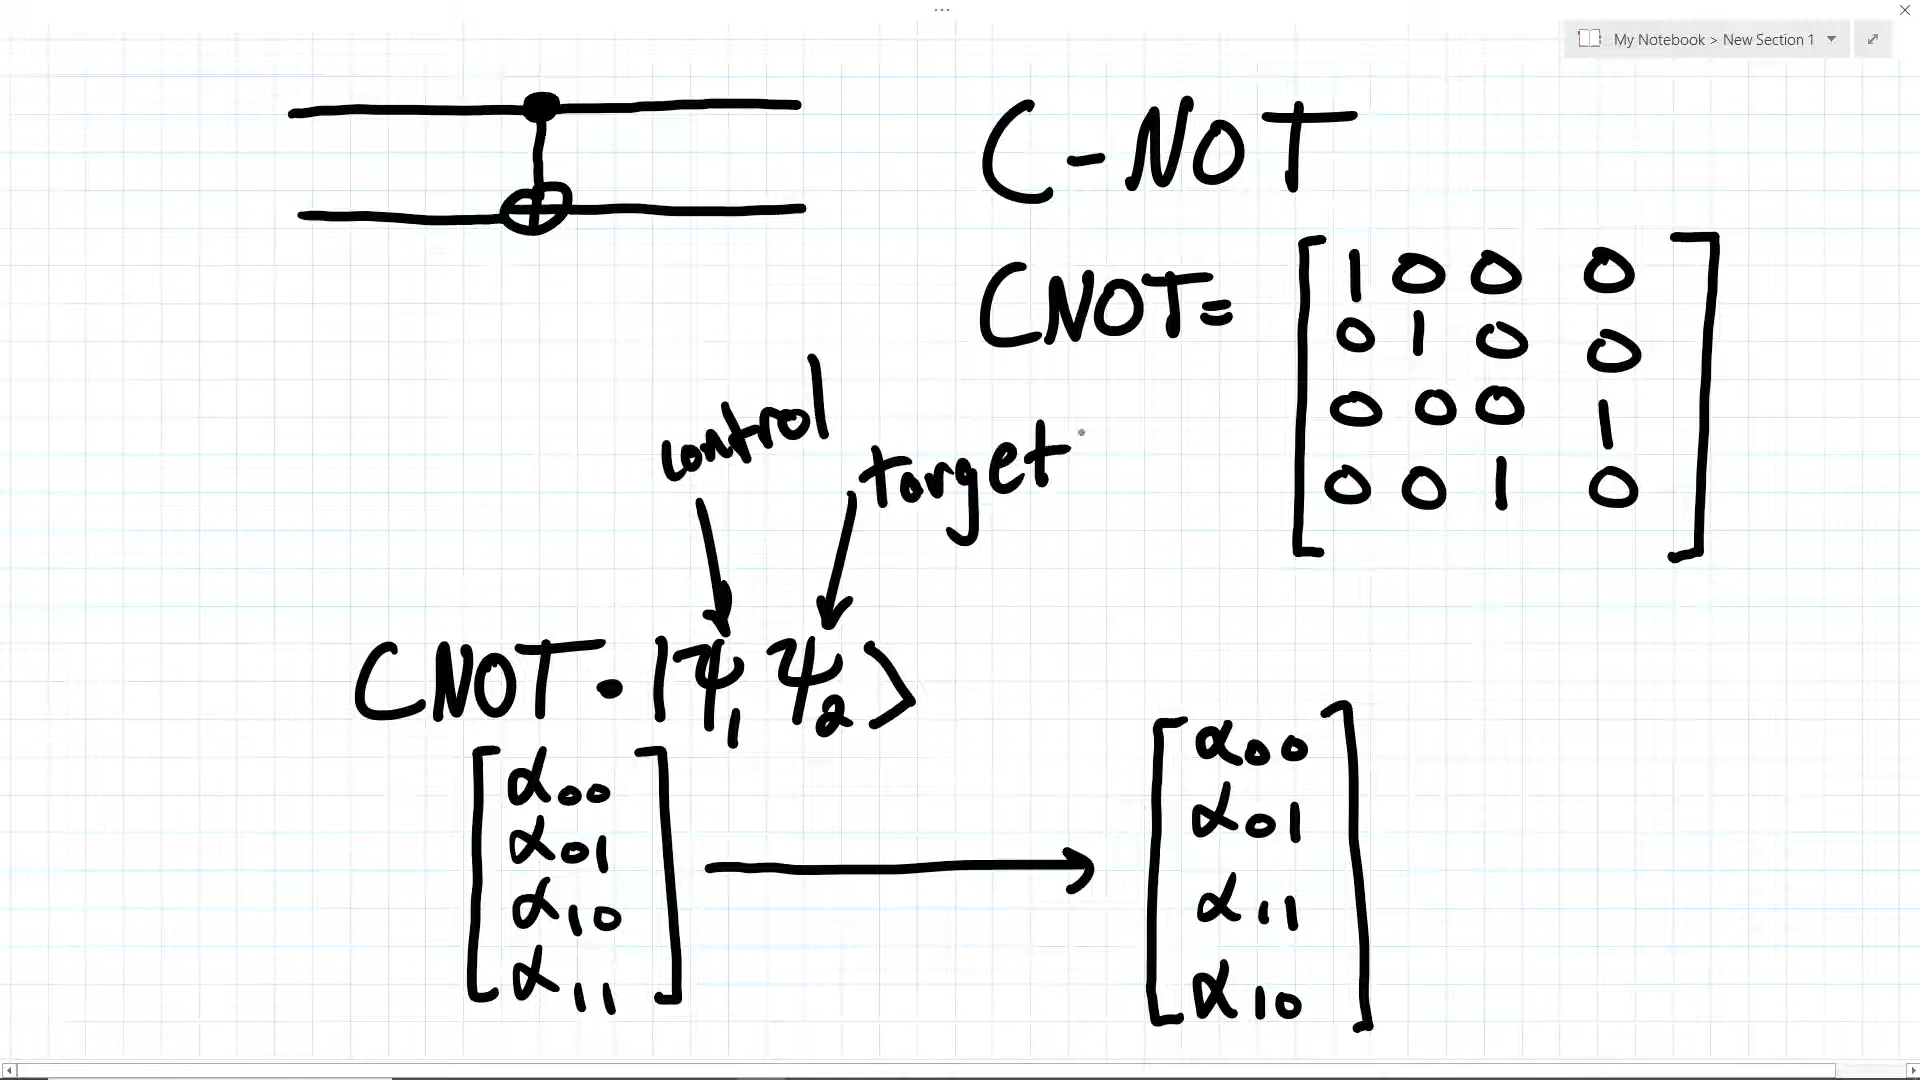 My Notebook > New Section 1
C-NOT
CNOT= [1 0 0 0
0 1 0 0
0 0 0 1
0 0 1 0]
control
target
CNOT · |ψ₁ ψ₂⟩
[α₀₀
α₀₁
α₁₀
α₁₁]
→
[α₀₀
α₀₁
α₁₁
α₁₀]